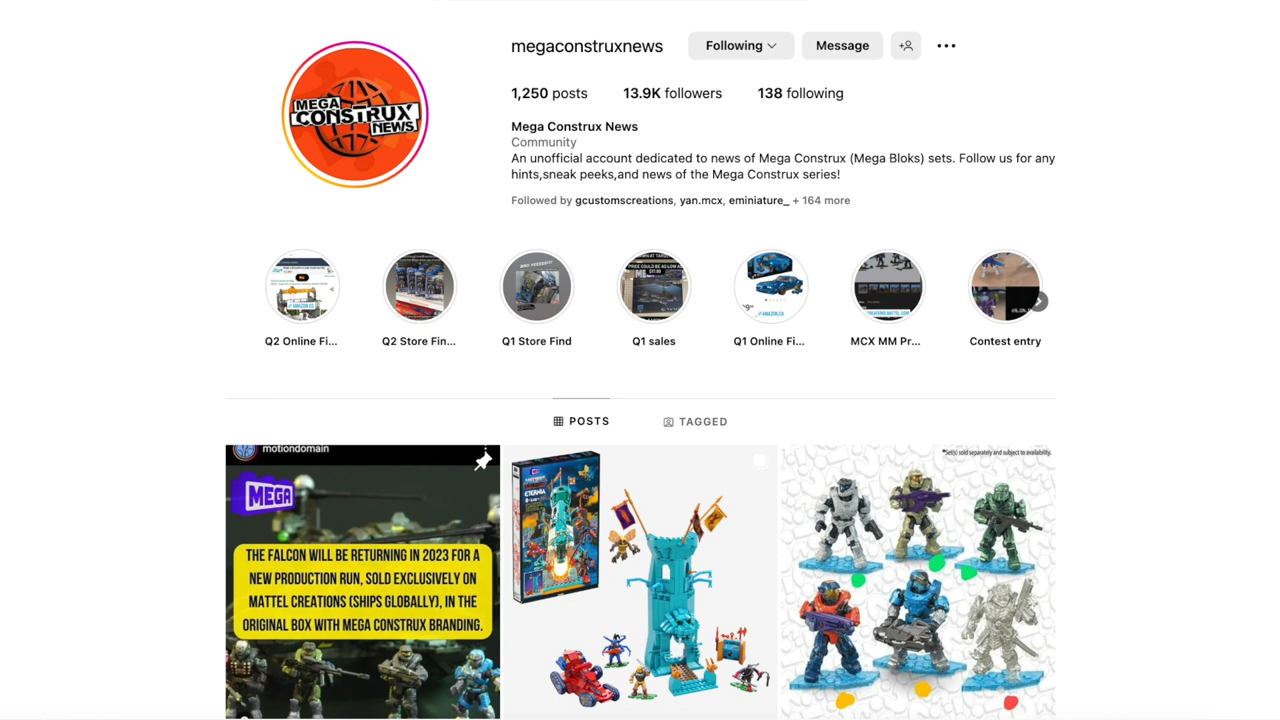 megaconstruxnews
Following
Message
1,250 posts
13.9K followers
138 following
Mega Construx News
Community
An unofficial account dedicated to news of Mega Construx (Mega Bloks) sets. Follow us for any
hints,sneak peeks,and news of the Mega Construx series!
Followed by gcustomscreations, yan.mcx, eminiature_ + 164 more
MEGA
CONSTRUX
NEWS
Q2 Online Fi...
Q2 Store Fin...
Q1 Store Find
Q1 sales
Q1 Online Fi...
MCX MM Pr...
Contest entry
POSTS
TAGGED
motiondomain
MEGA
THE FALCON WILL BE RETURNING IN 2023 FOR A
NEW PRODUCTION RUN, SOLD EXCLUSIVELY ON
MATTEL CREATIONS (SHIPS GLOBALLY), IN THE
ORIGINAL BOX WITH MEGA CONSTRUX BRANDING.
ETERNIA
*Set(s) sold separately and subject to availability.